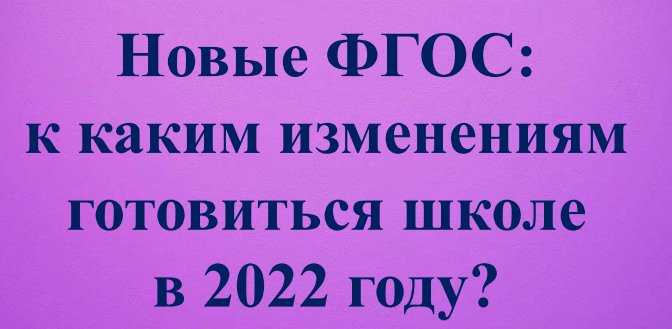 Новые ФГОС:
к каким изменениям
готовиться школе
в 2022 году?